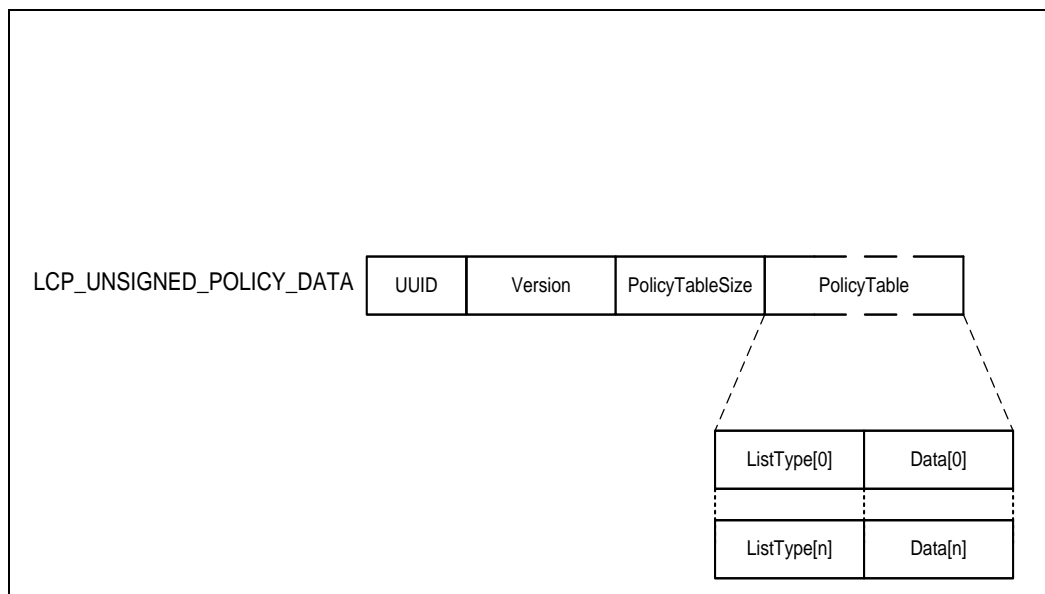 LCP_UNSIGNED_POLICY_DATA UUID Version PolicyTableSize PolicyTable
ListType[0] Data[0]
ListType[n] Data[n]